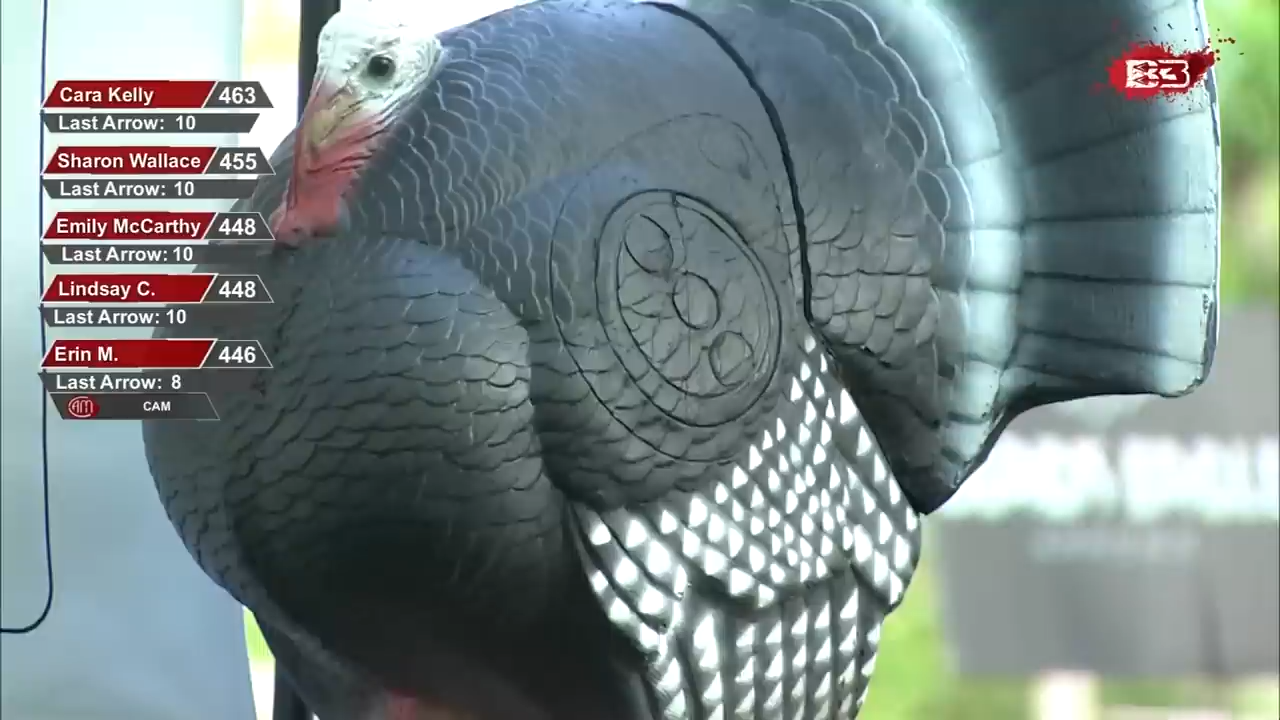 Cara Kelly 463
Last Arrow: 10
Sharon Wallace 455
Last Arrow: 10
Emily McCarthy 448
Last Arrow: 10
Lindsay C. 448
Last Arrow: 10
Erin M. 446
Last Arrow: 8
AM CAM
B3